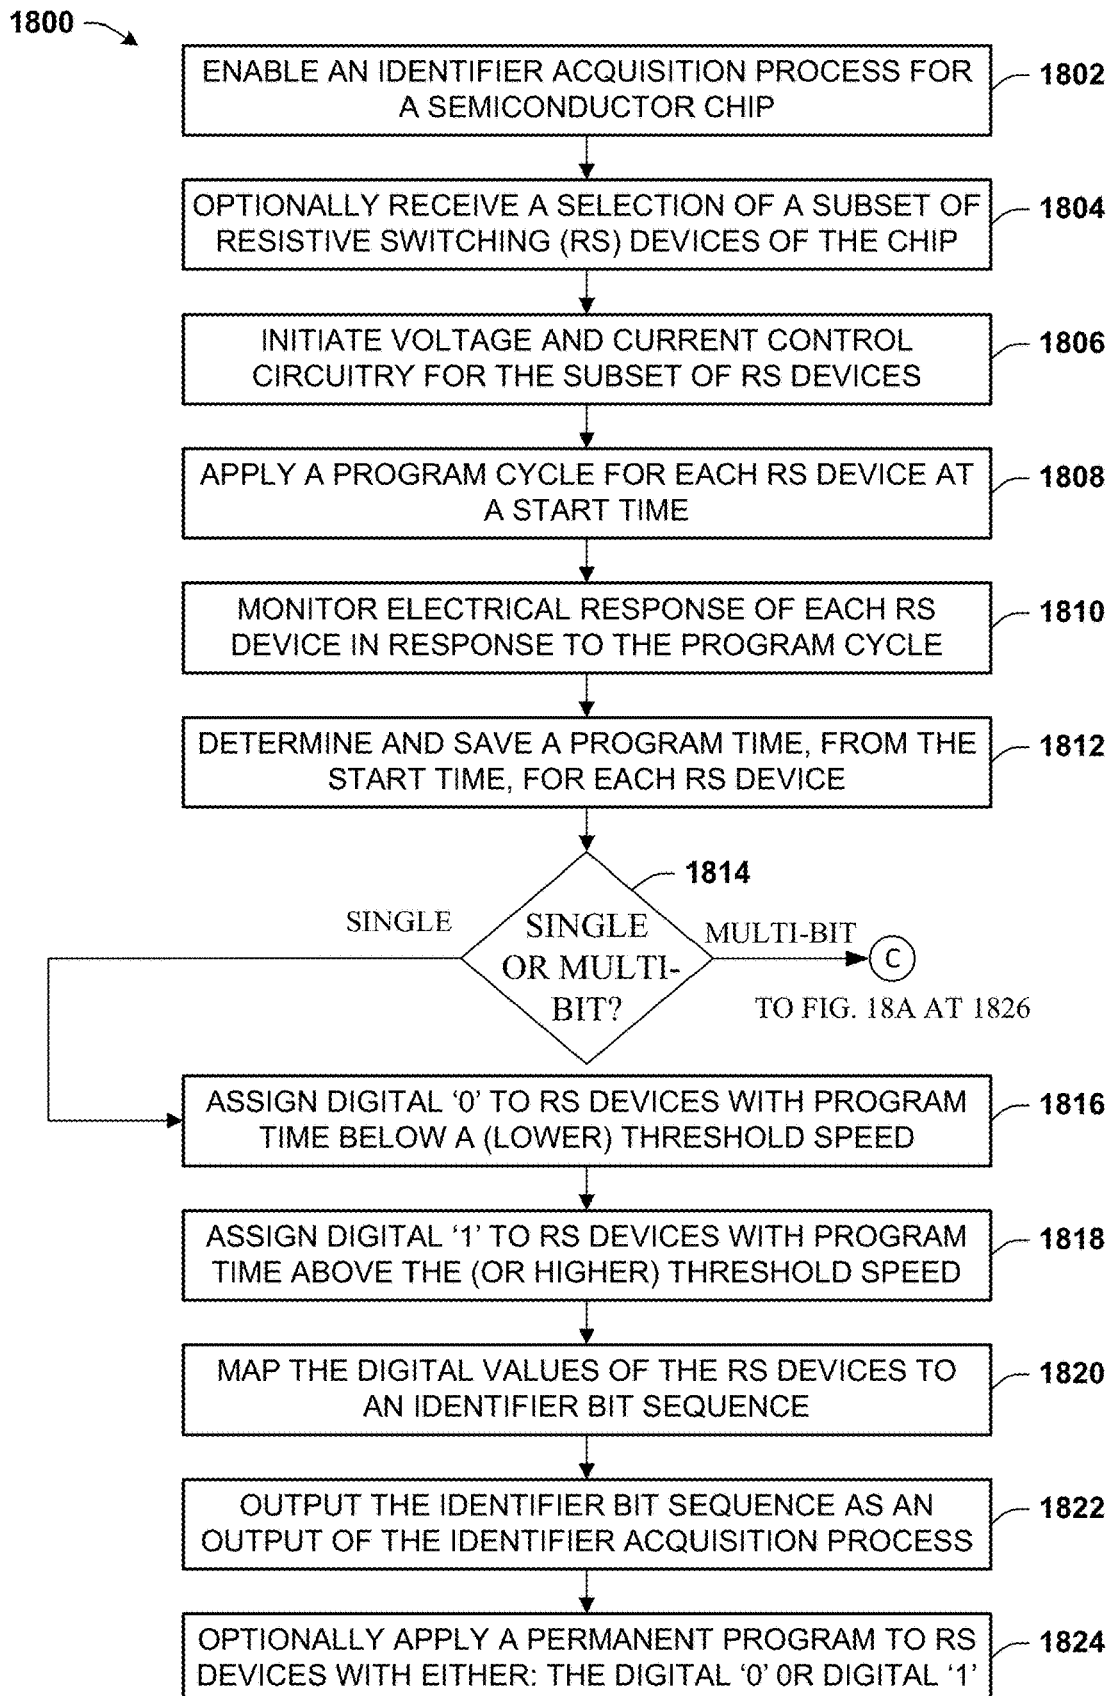 1800
ENABLE AN IDENTIFIER ACQUISITION PROCESS FOR
A SEMICONDUCTOR CHIP
1802
OPTIONALLY RECEIVE A SELECTION OF A SUBSET OF
RESISTIVE SWITCHING (RS) DEVICES OF THE CHIP
1804
INITIATE VOLTAGE AND CURRENT CONTROL
CIRCUITRY FOR THE SUBSET OF RS DEVICES
1806
APPLY A PROGRAM CYCLE FOR EACH RS DEVICE AT
A START TIME
1808
MONITOR ELECTRICAL RESPONSE OF EACH RS
DEVICE IN RESPONSE TO THE PROGRAM CYCLE
1810
DETERMINE AND SAVE A PROGRAM TIME, FROM THE
START TIME, FOR EACH RS DEVICE
1812
1814
SINGLE
SINGLE
OR MULTI-
BIT?
MULTI-BIT
C
TO FIG. 18A AT 1826
ASSIGN DIGITAL ‘0’ TO RS DEVICES WITH PROGRAM
TIME BELOW A (LOWER) THRESHOLD SPEED
1816
ASSIGN DIGITAL ‘1’ TO RS DEVICES WITH PROGRAM
TIME ABOVE THE (OR HIGHER) THRESHOLD SPEED
1818
MAP THE DIGITAL VALUES OF THE RS DEVICES TO
AN IDENTIFIER BIT SEQUENCE
1820
OUTPUT THE IDENTIFIER BIT SEQUENCE AS AN
OUTPUT OF THE IDENTIFIER ACQUISITION PROCESS
1822
OPTIONALLY APPLY A PERMANENT PROGRAM TO RS
DEVICES WITH EITHER: THE DIGITAL ‘0’ 0R DIGITAL ‘1’
1824